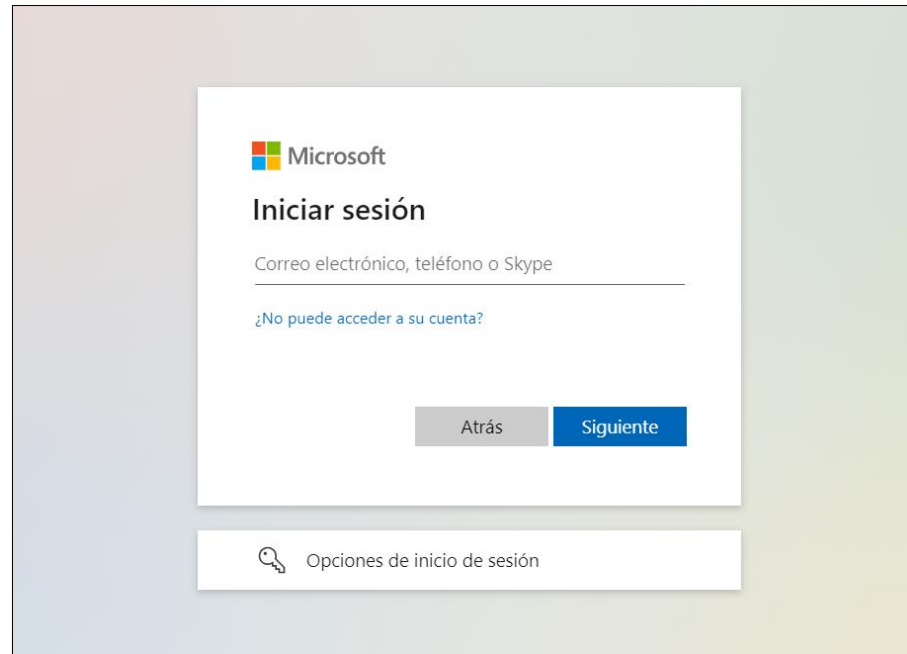 Microsoft
Iniciar sesión
Correo electrónico, teléfono o Skype
¿No puede acceder a su cuenta?
Atrás Siguiente
Opciones de inicio de sesión